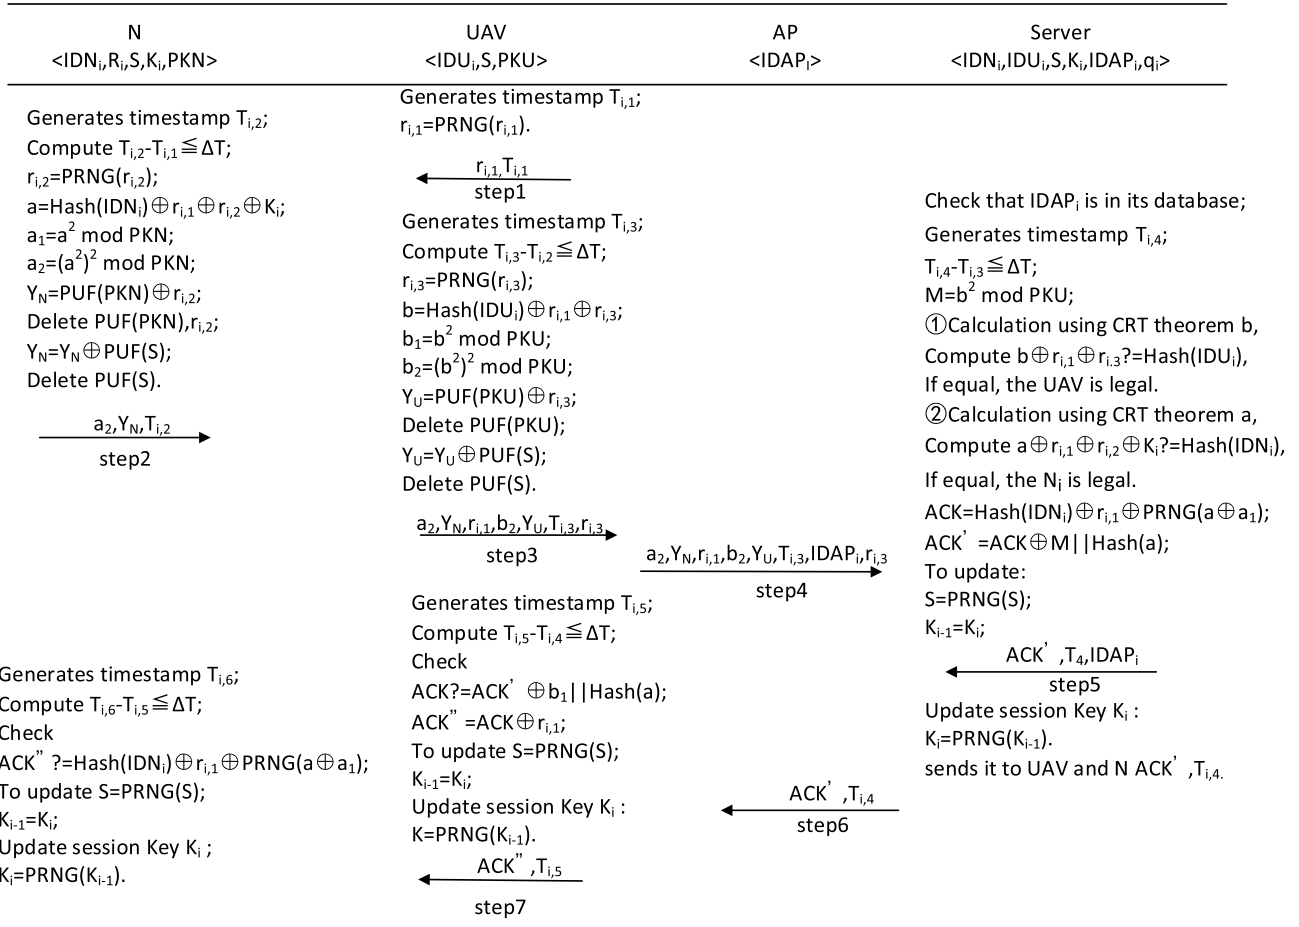 N
<IDNi,Ri,S,Ki,PKN>
UAV
<IDUi,S,PKU>
AP
<IDAPi>
Server
<IDNi,IDUi,S,Ki,IDAPi,qi>
Generates timestamp Ti,1;
ri,1=PRNG(ri,1).
ri,1,Ti,1
step1
Generates timestamp Ti,2;
Compute Ti,2-Ti,1≦ΔT;
ri,2=PRNG(ri,2);
a=Hash(IDNi)⊕ri,1⊕ri,2⊕Ki;
a1=a² mod PKN;
a2=(a²)² mod PKN;
YN=PUF(PKN)⊕ri,2;
Delete PUF(PKN),ri,2;
YN=YN⊕PUF(S);
Delete PUF(S).
a2,YN,Ti,2
step2
Generates timestamp Ti,3;
Compute Ti,3-Ti,2≦ΔT;
ri,3=PRNG(ri,3);
b=Hash(IDUi)⊕ri,1⊕ri,3;
b1=b² mod PKU;
b2=(b²)² mod PKU;
YU=PUF(PKU)⊕ri,3;
Delete PUF(PKU);
YU=YU⊕PUF(S);
Delete PUF(S).
a2,YN,ri,1,b2,YU,Ti,3,ri,3
step3
a2,YN,ri,1,b2,YU,Ti,3,IDAPi,ri,3
step4
Check that IDAPi is in its database;
Generates timestamp Ti,4;
Ti,4-Ti,3≦ΔT;
M=b² mod PKU;
①Calculation using CRT theorem b,
Compute b⊕ri,1⊕ri.3?=Hash(IDUi),
If equal, the UAV is legal.
②Calculation using CRT theorem a,
Compute a⊕ri,1⊕ri,2⊕Ki?=Hash(IDNi),
If equal, the Ni is legal.
ACK=Hash(IDNi)⊕ri,1⊕PRNG(a⊕a1);
ACK’ =ACK⊕M||Hash(a);
To update:
S=PRNG(S);
Ki-1=Ki;
ACK’ ,T4,IDAPi
step5
Update session Key Ki :
Ki=PRNG(Ki-1).
sends it to UAV and N ACK’ ,Ti,4.
ACK’ ,Ti,4
step6
Generates timestamp Ti,5;
Compute Ti,5-Ti,4≦ΔT;
Check
ACK?=ACK’ ⊕b1||Hash(a);
ACK” =ACK⊕ri,1;
To update S=PRNG(S);
Ki-1=Ki;
Update session Key Ki :
K=PRNG(Ki-1).
ACK” ,Ti,5
step7
Generates timestamp Ti,6;
Compute Ti,6-Ti,5≦ΔT;
Check
ACK” ?=Hash(IDNi)⊕ri,1⊕PRNG(a⊕a1);
To update S=PRNG(S);
Ki-1=Ki;
Update session Key Ki ;
Ki=PRNG(Ki-1).